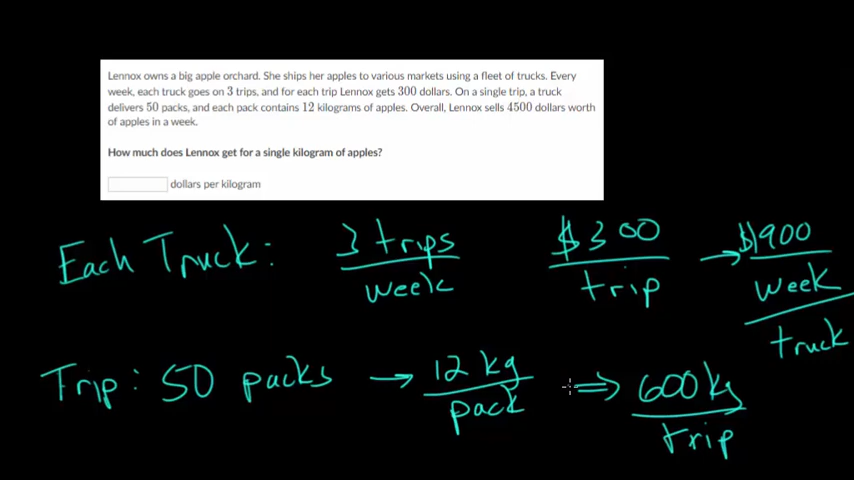 Lennox owns a big apple orchard. She ships her apples to various markets using a fleet of trucks. Every
week, each truck goes on 3 trips, and for each trip Lennox gets 300 dollars. On a single trip, a truck
delivers 50 packs, and each pack contains 12 kilograms of apples. Overall, Lennox sells 4500 dollars worth
of apples in a week.
How much does Lennox get for a single kilogram of apples?
dollars per kilogram
Each Truck: 3 trips $300 → $900
week trip week
truck
Trip: 50 packs → 12 kg ⇒ 600 kg
pack trip